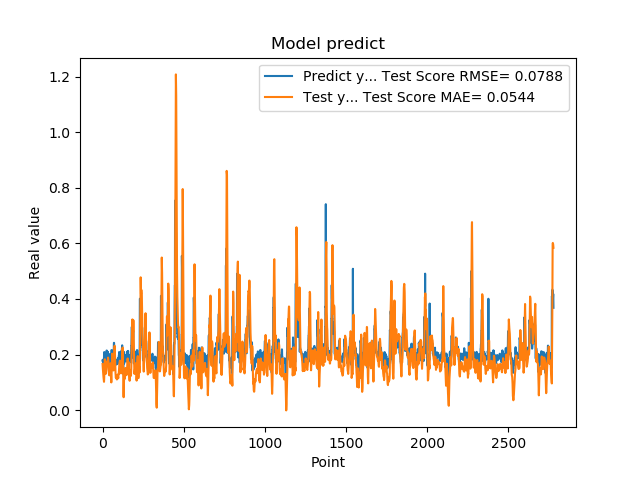 Model predict
Predict y... Test Score RMSE= 0.0788
Test y... Test Score MAE= 0.0544
1.2
1.0
0.8
0.6
0.4
0.2
0.0
Real value
0 500 1000 1500 2000 2500
Point